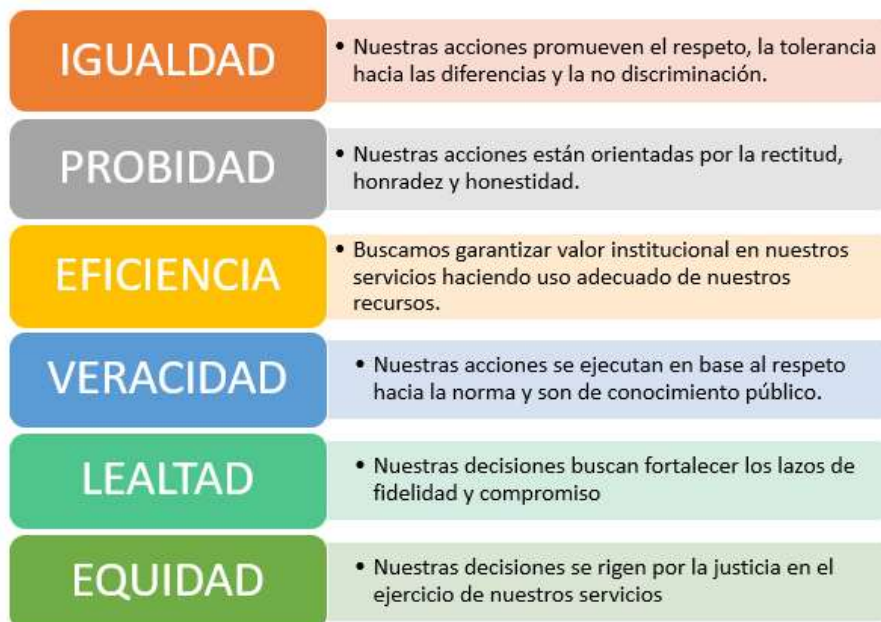 IGUALDAD
• Nuestras acciones promueven el respeto, la tolerancia
hacia las diferencias y la no discriminación.
PROBIDAD
• Nuestras acciones están orientadas por la rectitud,
honradez y honestidad.
EFICIENCIA
• Buscamos garantizar valor institucional en nuestros
servicios haciendo uso adecuado de nuestros
recursos.
VERACIDAD
• Nuestras acciones se ejecutan en base al respeto
hacia la norma y son de conocimiento público.
LEALTAD
• Nuestras decisiones buscan fortalecer los lazos de
fidelidad y compromiso
EQUIDAD
• Nuestras decisiones se rigen por la justicia en el
ejercicio de nuestros servicios